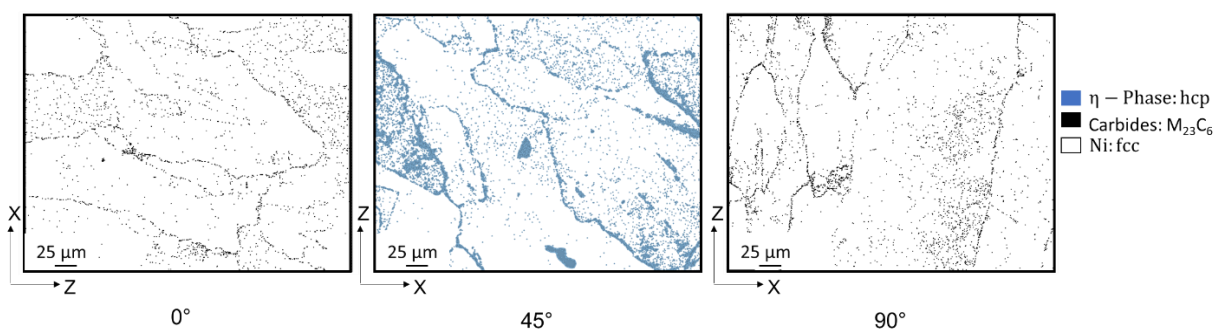 X
25 µm
Z
0°
Z
25 µm
X
45°
Z
25 µm
X
90°
η − Phase: hcp
Carbides: M₂₃C₆
Ni: fcc